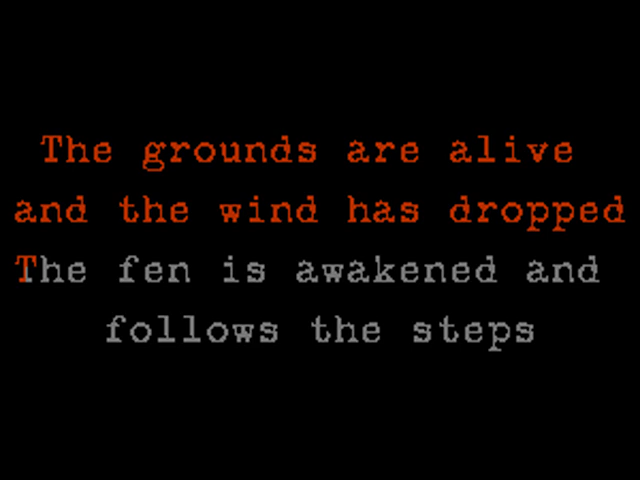 The grounds are alive
and the wind has dropped
The fen is awakened and
follows the steps